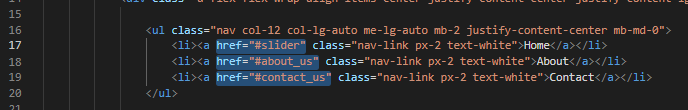 15
16 <ul class="nav col-12 col-lg-auto me-lg-auto mb-2 justify-content-center mb-md-0">
17 <li><a href="#slider" class="nav-link px-2 text-white">Home</a></li>
18 <li><a href="#about_us" class="nav-link px-2 text-white">About</a></li>
19 <li><a href="#contact_us" class="nav-link px-2 text-white">Contact</a></li>
20 </ul>